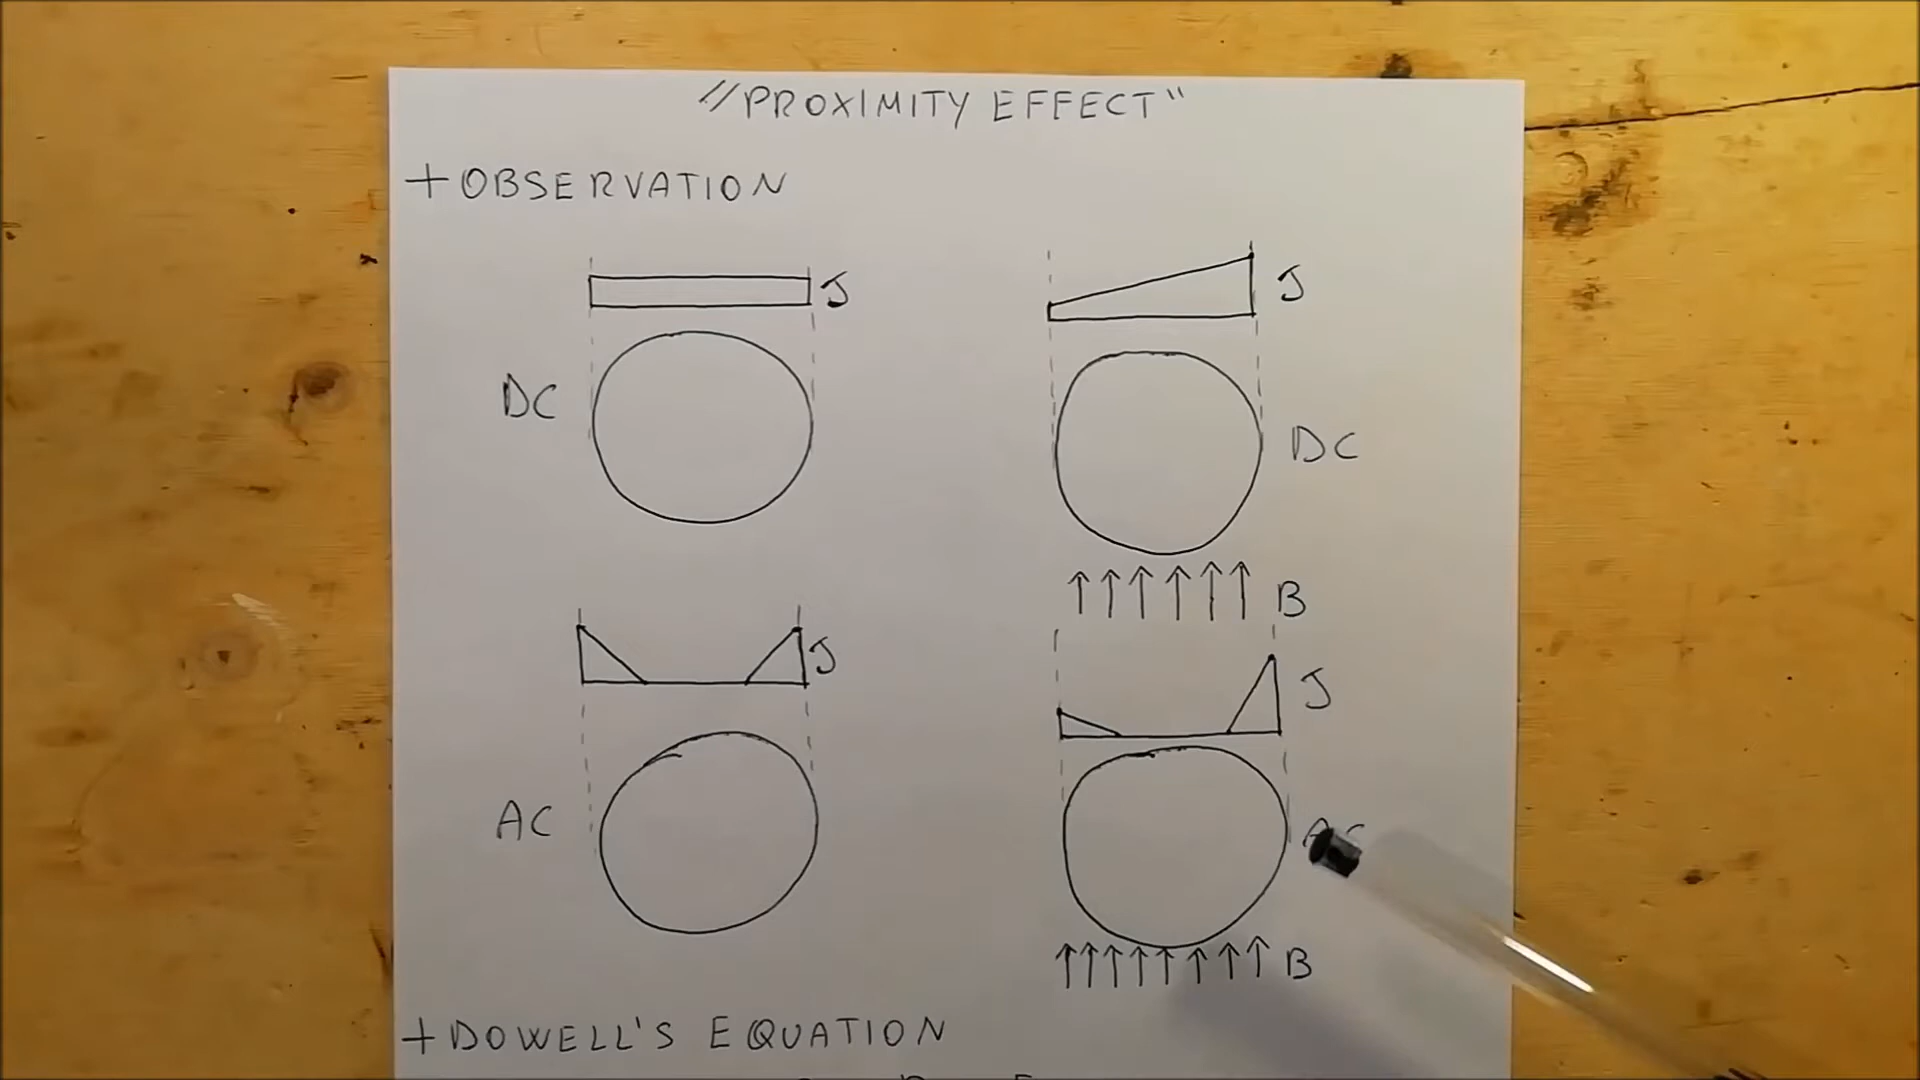 "PROXIMITY EFFECT"
+OBSERVATION
J
J
DC
DC
B
J
J
AC
B
+DOWELL'S EQUATION